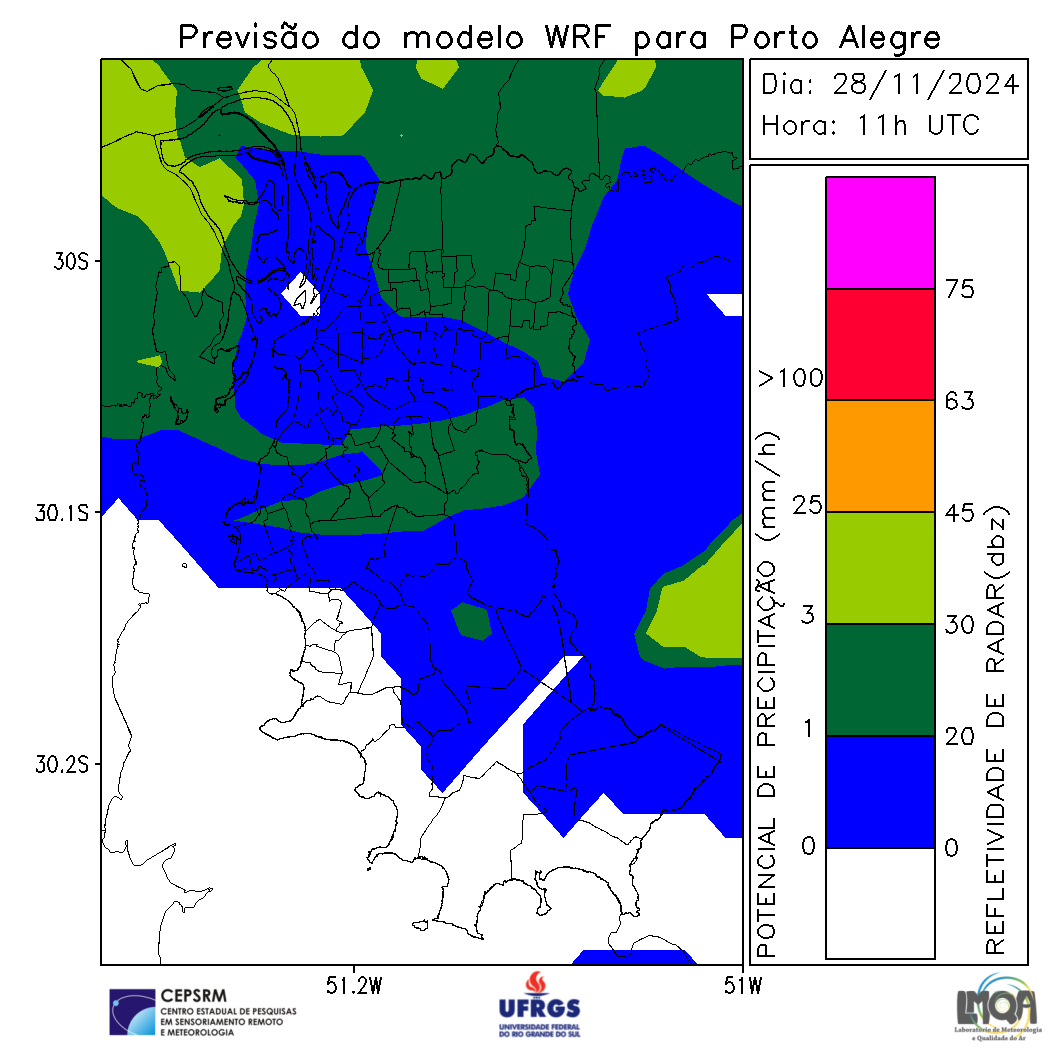 Previsão do modelo WRF para Porto Alegre
Dia: 28/11/2024
Hora: 11h UTC
30S
30.1S
30.2S
51.2W
51W
POTENCIAL DE PRECIPITAÇÃO (mm/h)
>100
25
3
1
0
75
63
45
30
20
0
REFLETIVIDADE DE RADAR(dbz)
CEPSRM
CENTRO ESTADUAL DE PESQUISAS
EM SENSORIAMENTO REMOTO
E METEOROLOGIA
UFRGS
UNIVERSIDADE FEDERAL
DO RIO GRANDE DO SUL
LMQA
Laboratório de Meteorologia
e Qualidade do Ar